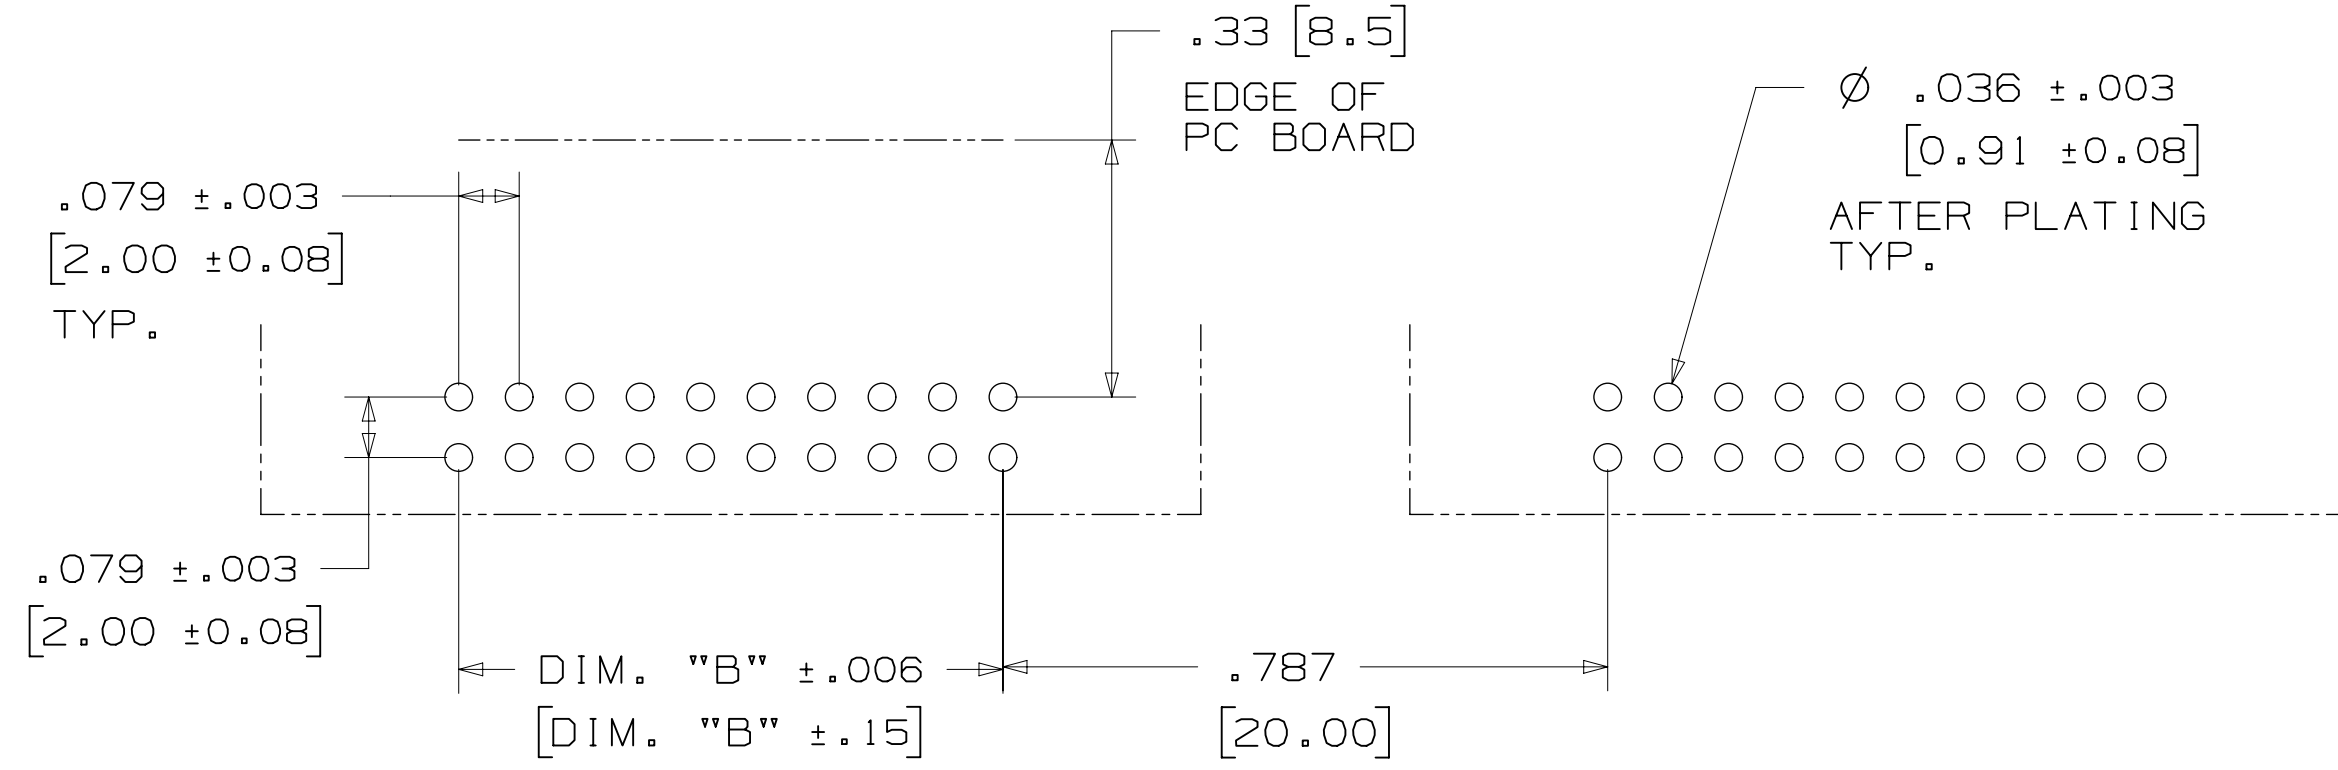 .33 [8.5]
EDGE OF
PC BOARD
Ø .036 ±.003
[0.91 ±0.08]
AFTER PLATING
TYP.
.079 ±.003
[2.00 ±0.08]
TYP.
.079 ±.003
[2.00 ±0.08]
DIM. "B" ±.006
[DIM. "B" ±.15]
.787
[20.00]